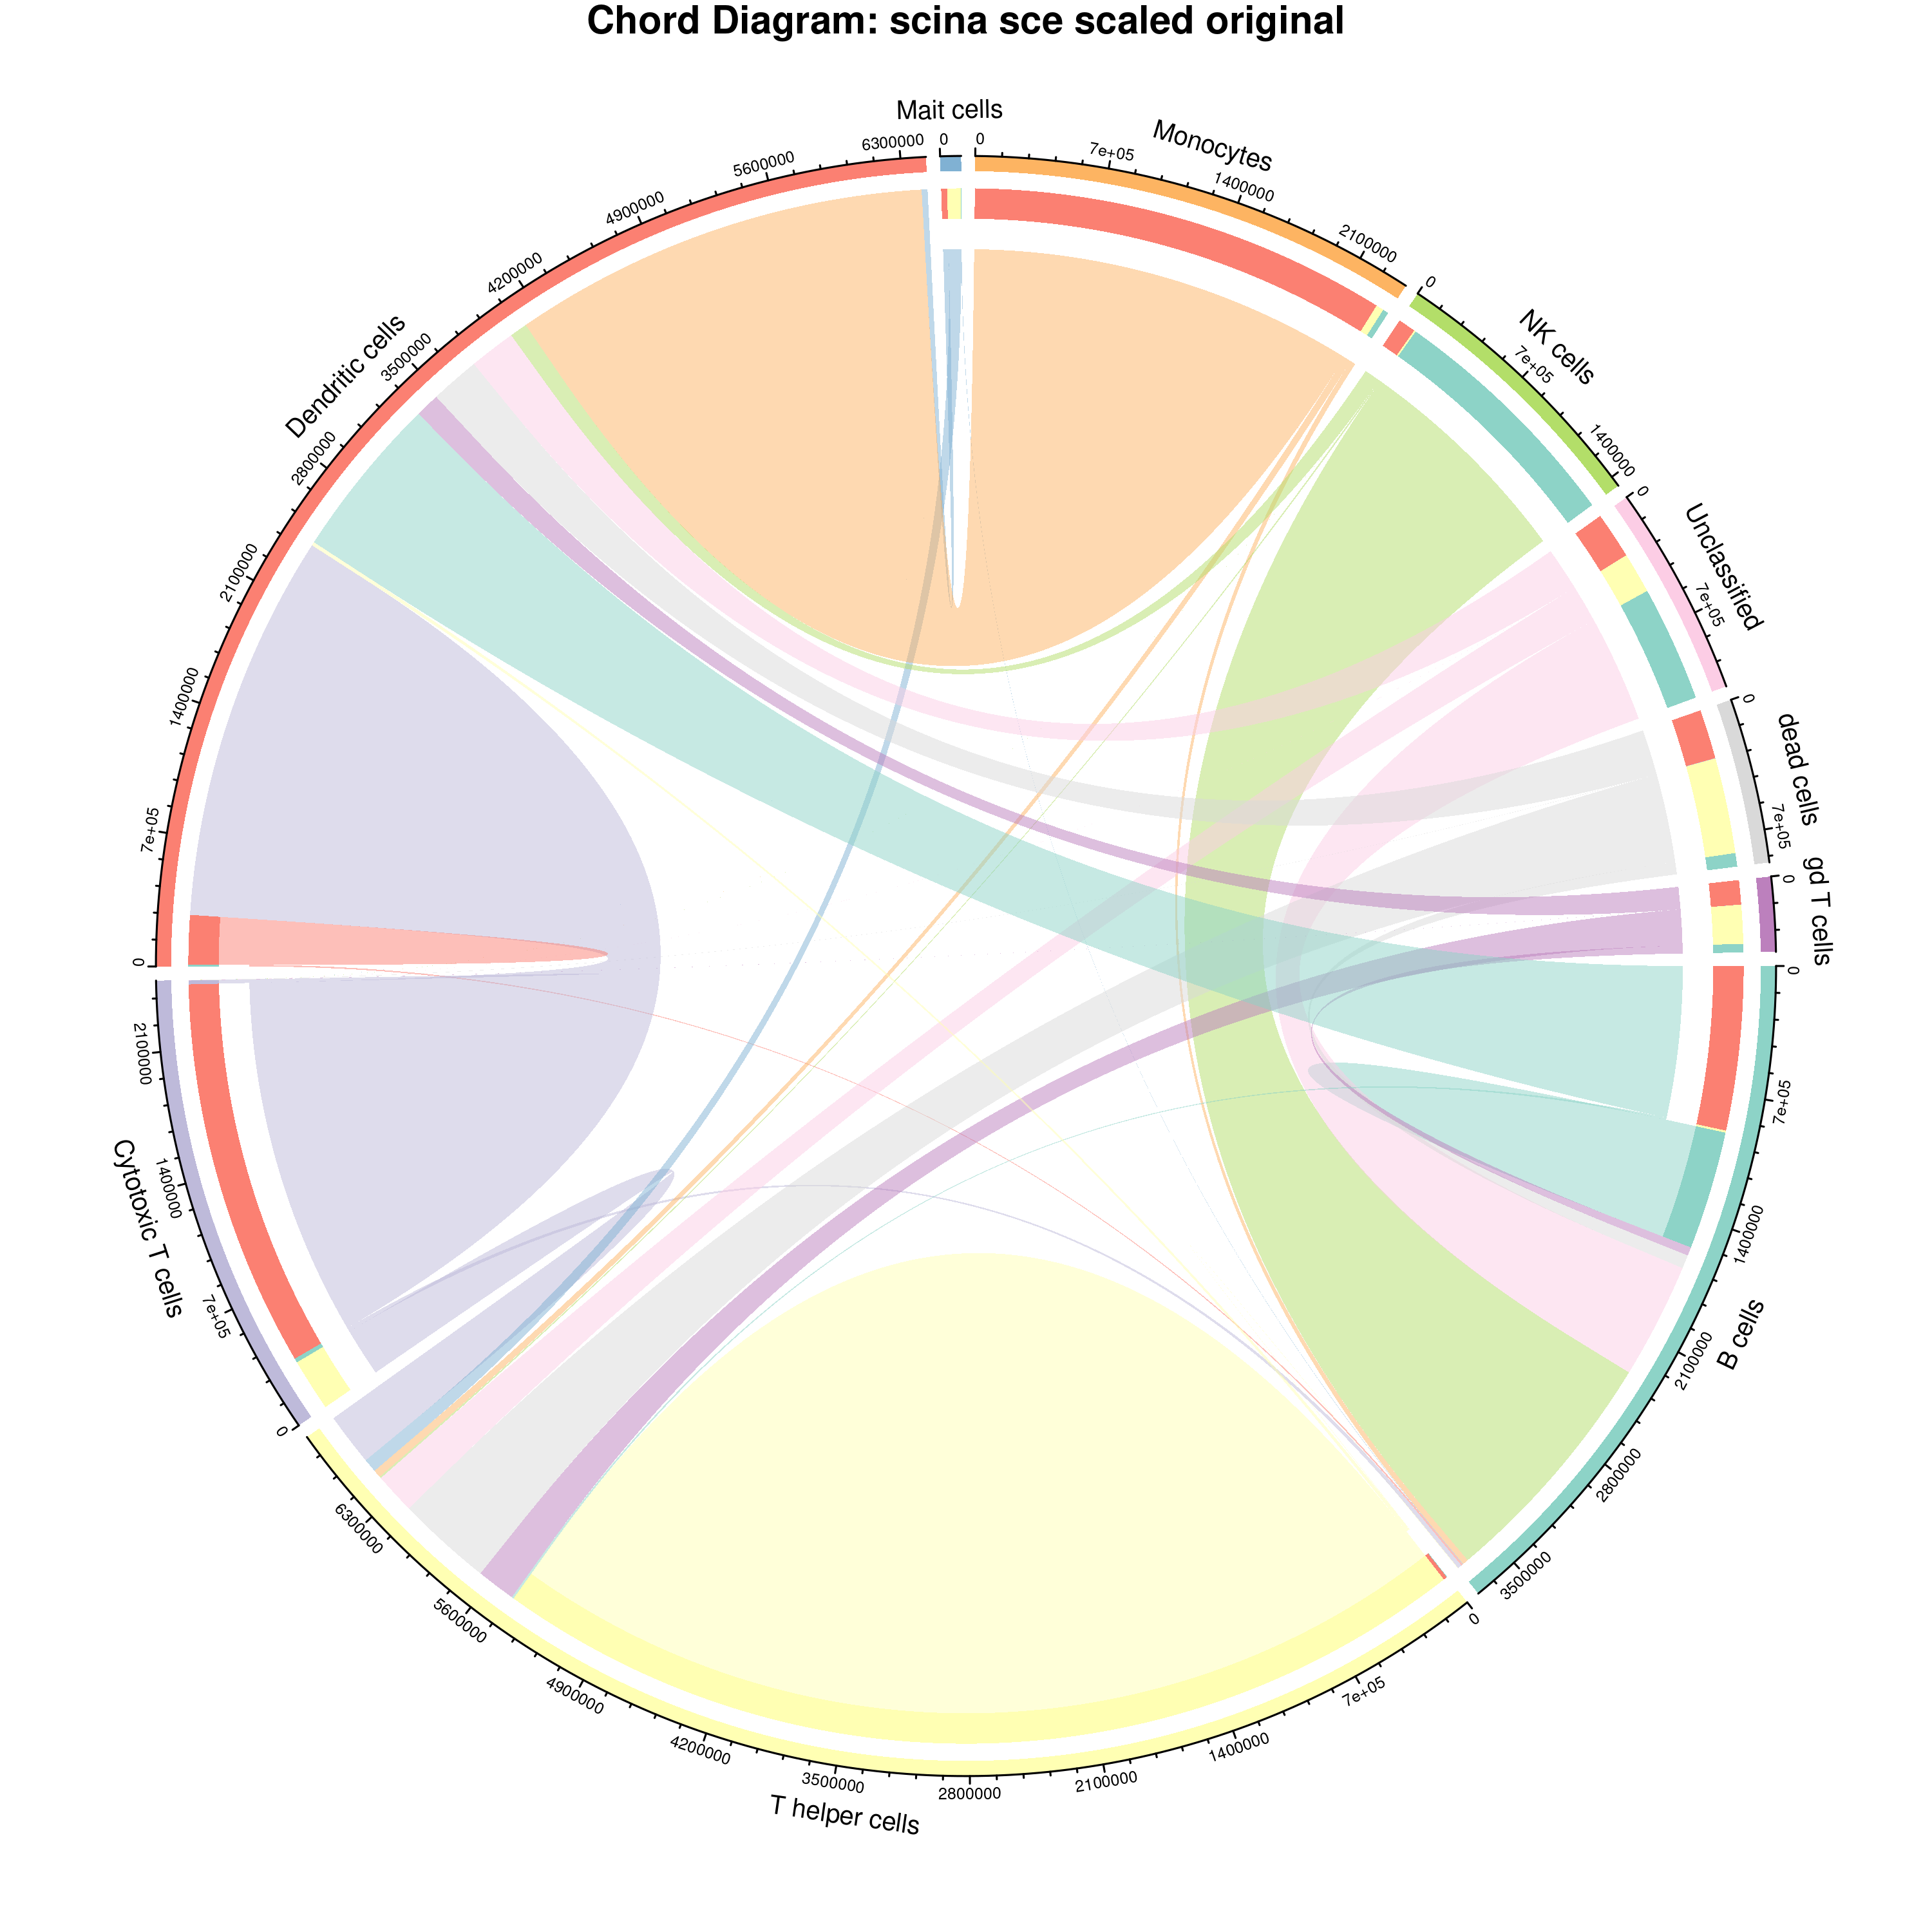 Chord Diagram: scina sce scaled original
Mait cells
0
Monocytes
0
7e+05
1400000
2100000
NK cells
0
7e+05
1400000
Unclassified
0
7e+05
dead cells
0
7e+05
gd T cells
0
B cells
0
7e+05
1400000
2100000
2800000
3500000
T helper cells
0
7e+05
1400000
2100000
2800000
3500000
4200000
4900000
5600000
6300000
Cytotoxic T cells
0
7e+05
1400000
2100000
Dendritic cells
0
7e+05
1400000
2100000
2800000
3500000
4200000
4900000
5600000
6300000